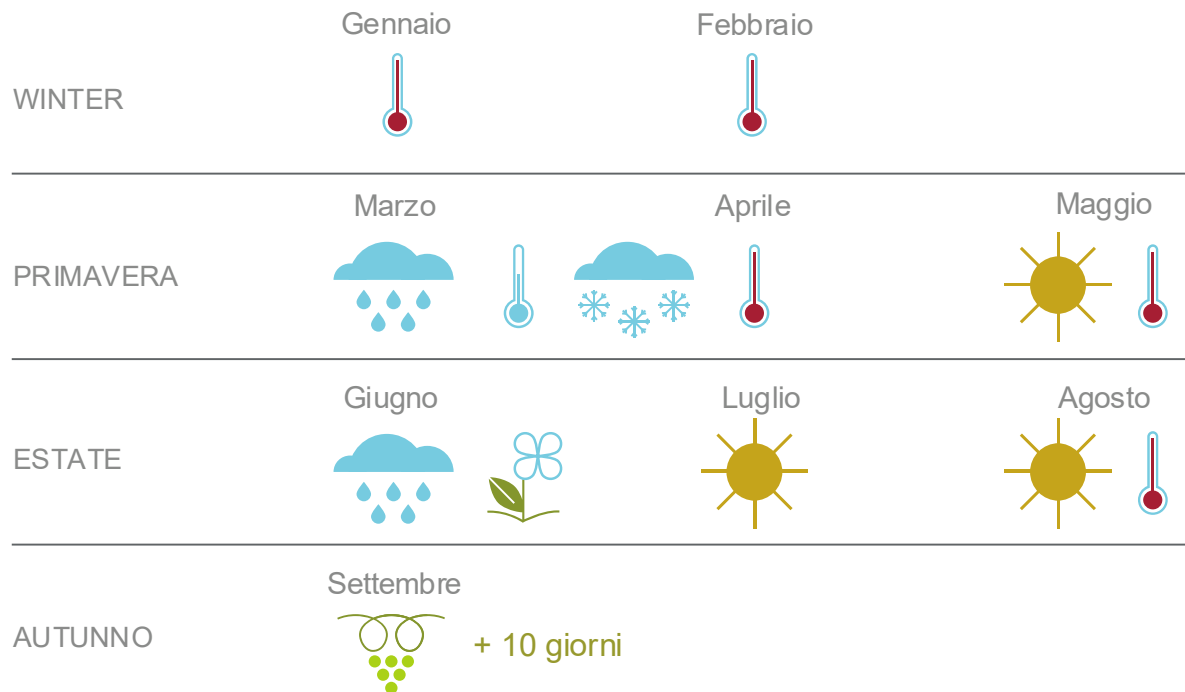 Gennaio Febbraio
WINTER
Marzo Aprile Maggio
PRIMAVERA
Giugno Luglio Agosto
ESTATE
Settembre
AUTUNNO + 10 giorni